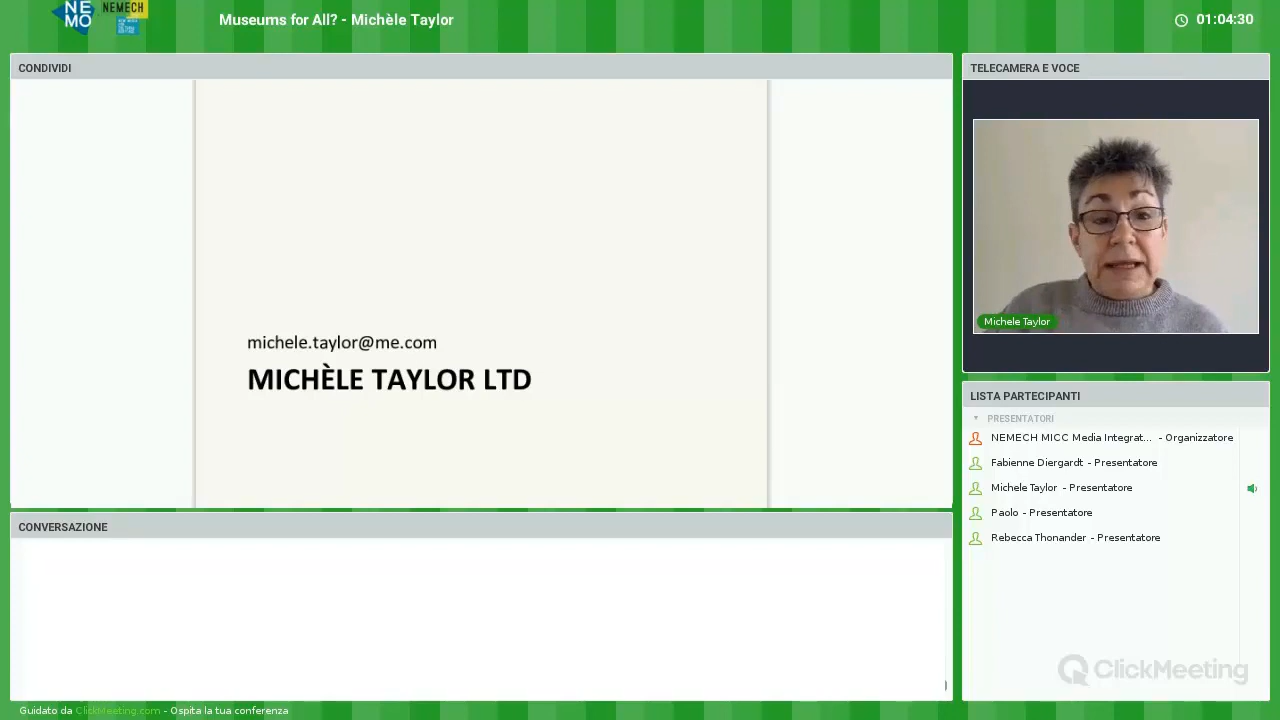 NE
MO
NEMECH
Museums for All? - Michèle Taylor
01:04:30
CONDIVIDI
TELECAMERA E VOCE
michele.taylor@me.com
MICHÈLE TAYLOR LTD
Michele Taylor
LISTA PARTECIPANTI
PRESENTATORI
NEMECH MICC Media Integrat... - Organizzatore
Fabienne Diergardt - Presentatore
Michele Taylor - Presentatore
Paolo - Presentatore
Rebecca Thonander - Presentatore
CONVERSAZIONE
ClickMeeting
Guidato da ClickMeeting.com - Ospita la tua conferenza